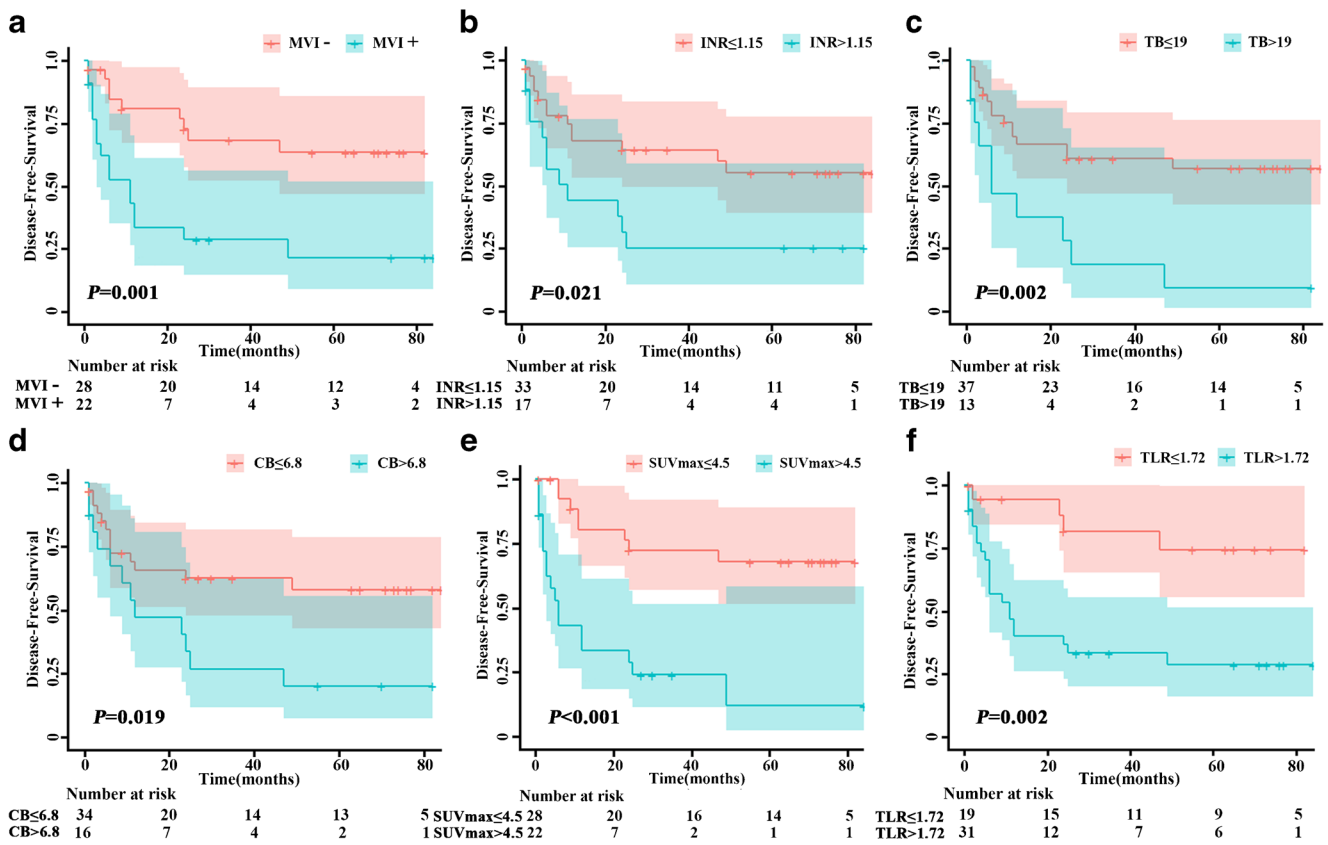 a
MVI − MVI +
Disease-Free-Survival
1.0
0.75
0.50
0.25
0
P=0.001
0 20 40 60 80
Time(months)
Number at risk
MVI − 28 20 14 12 4
MVI + 22 7 4 3 2
b
INR≤1.15 INR>1.15
Disease-Free-Survival
1.0
0.75
0.50
0.25
0
P=0.021
0 20 40 60 80
Time(months)
Number at risk
INR≤1.15 33 20 14 11 5
INR>1.15 17 7 4 4 1
c
TB≤19 TB>19
Disease-Free-Survival
1.0
0.75
0.50
0.25
0
P=0.002
0 20 40 60 80
Time(months)
Number at risk
TB≤19 37 23 16 14 5
TB>19 13 4 2 1 1
d
CB≤6.8 CB>6.8
Disease-Free-Survival
1.0
0.75
0.50
0.25
0
P=0.019
0 20 40 60 80
Time(months)
Number at risk
CB≤6.8 34 20 14 13 5
CB>6.8 16 7 4 2 1
e
SUVmax≤4.5 SUVmax>4.5
Disease-Free-Survival
1.0
0.75
0.50
0.25
0
P<0.001
0 20 40 60 80
Time(months)
Number at risk
SUVmax≤4.5 28 20 16 14 5
SUVmax>4.5 22 7 2 1 1
f
TLR≤1.72 TLR>1.72
Disease-Free-Survival
1.0
0.75
0.50
0.25
0
P=0.002
0 20 40 60 80
Time(months)
Number at risk
TLR≤1.72 19 15 11 9 5
TLR>1.72 31 12 7 6 1